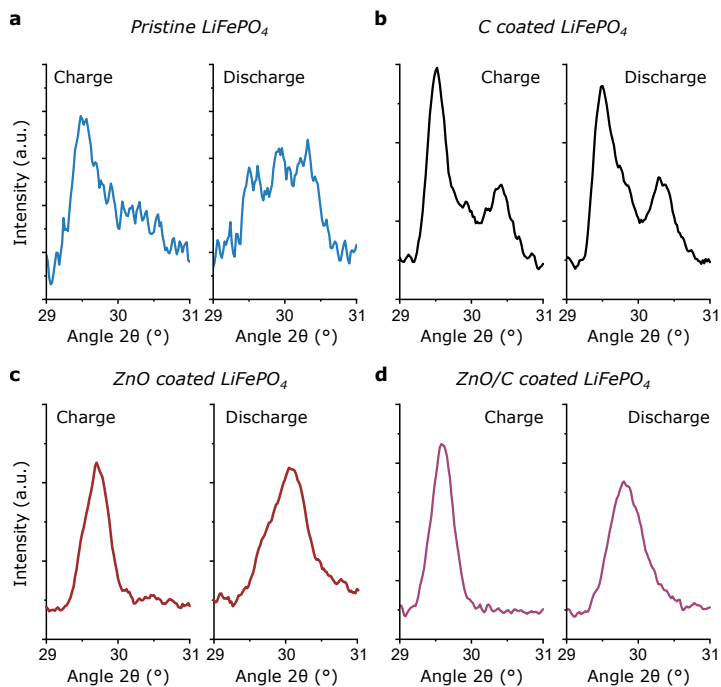 a
Pristine LiFePO4
b
C coated LiFePO4
Charge
Discharge
Charge
Discharge
Intensity (a.u.)
29
30
31
29
30
31
29
30
31
29
30
31
Angle 2θ (°)
Angle 2θ (°)
Angle 2θ (°)
Angle 2θ (°)
c
ZnO coated LiFePO4
d
ZnO/C coated LiFePO4
Charge
Discharge
Charge
Discharge
Intensity (a.u.)
29
30
31
29
30
31
29
30
31
29
30
31
Angle 2θ (°)
Angle 2θ (°)
Angle 2θ (°)
Angle 2θ (°)